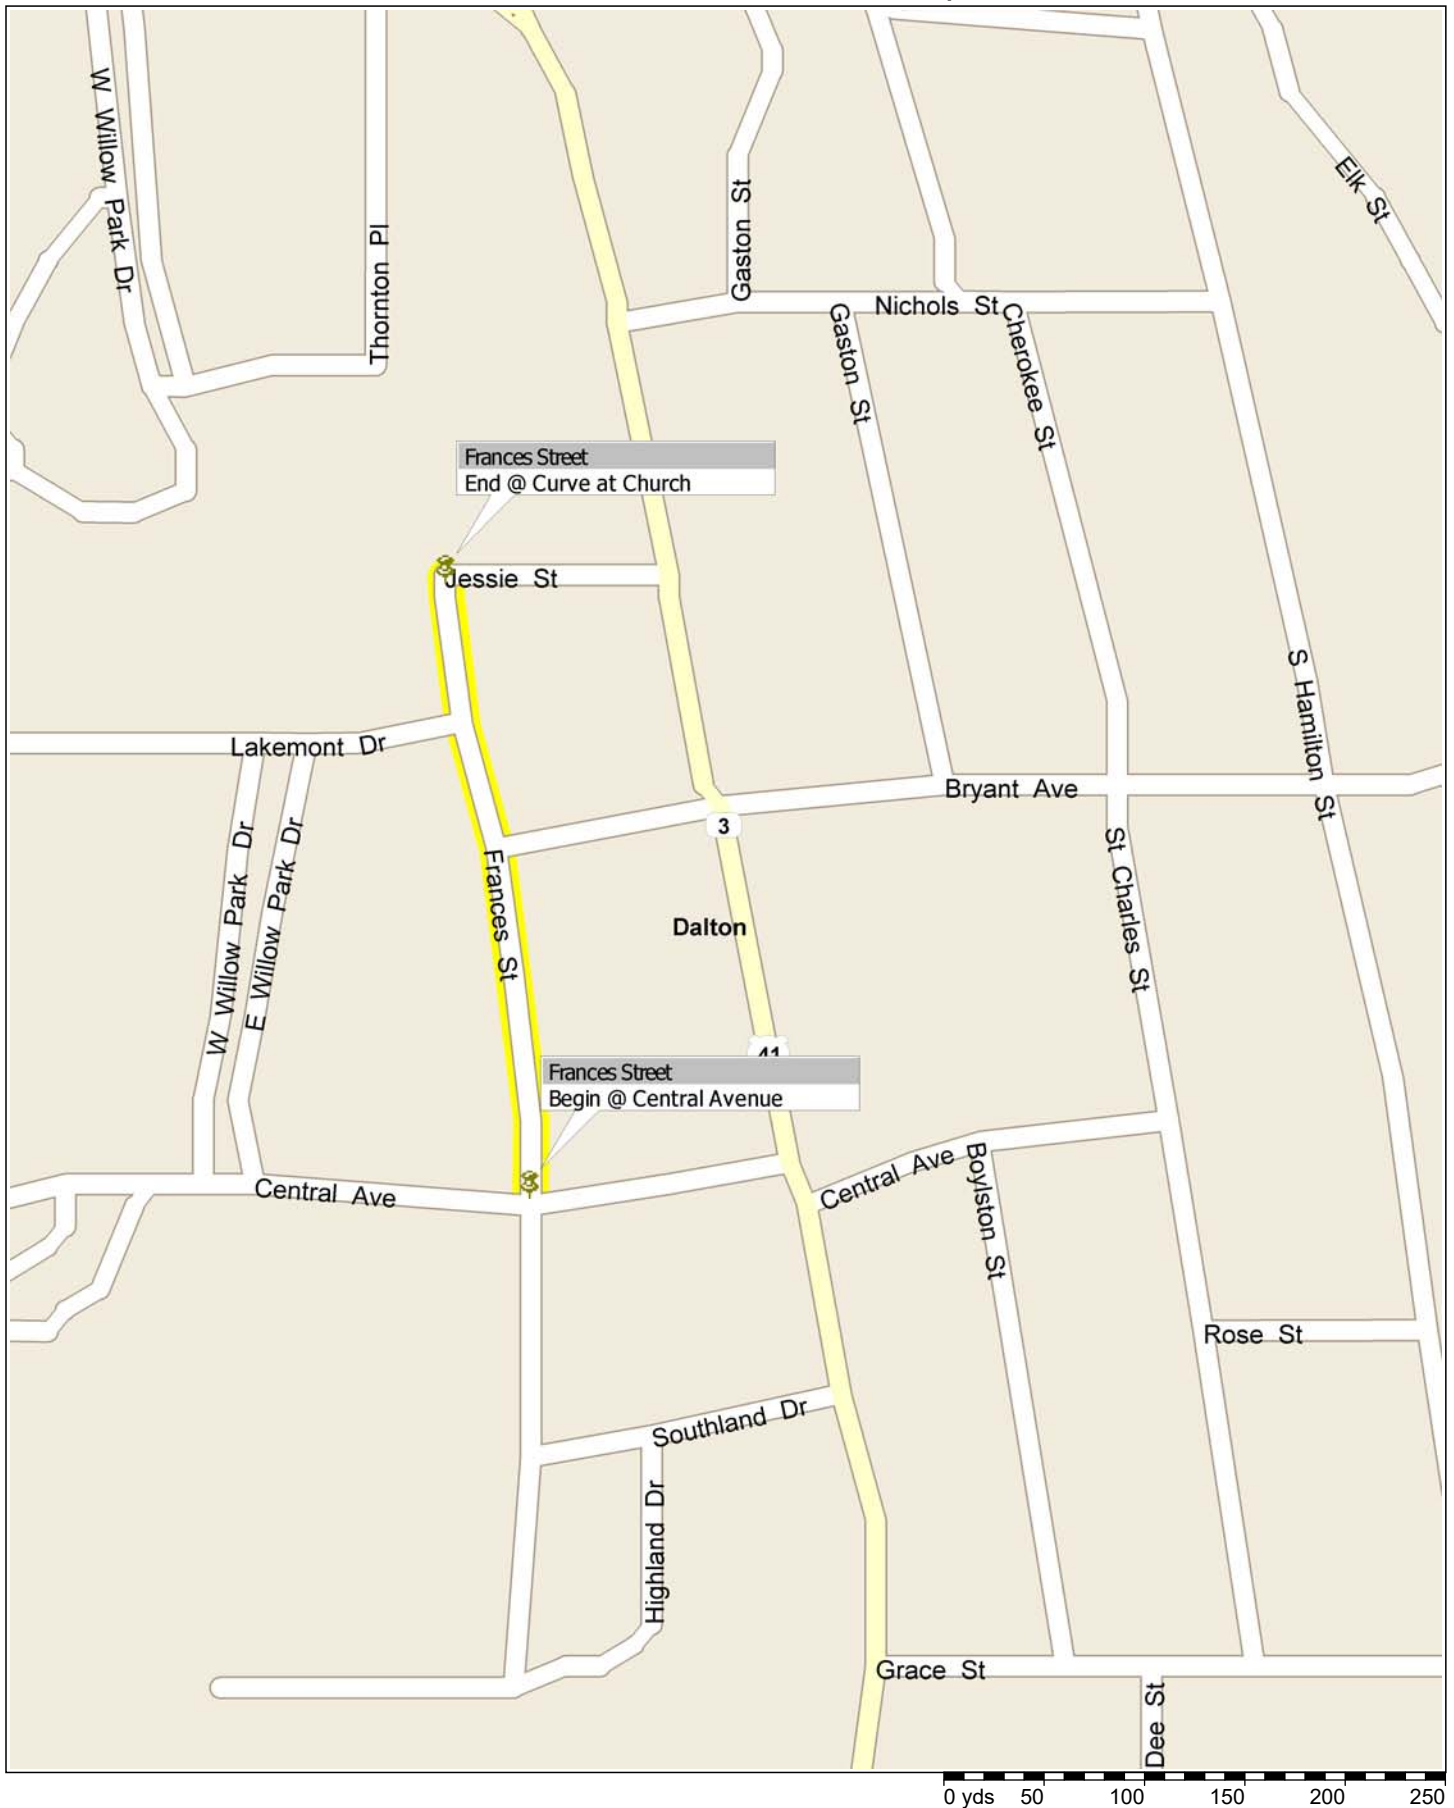 W Willow Park Dr
Thornton Pl
Gaston St
Elk St
Nichols St
Gaston St
Cherokee St
Frances Street
End @ Curve at Church
Jessie St
S Hamilton St
Lakemont Dr
Bryant Ave
3
W Willow Park Dr
E Willow Park Dr
Frances St
St Charles St
Dalton
41
Frances Street
Begin @ Central Avenue
Central Ave
Central Ave
Boylston St
Rose St
Southland Dr
Highland Dr
Grace St
Dee St
0 yds 50 100 150 200 250